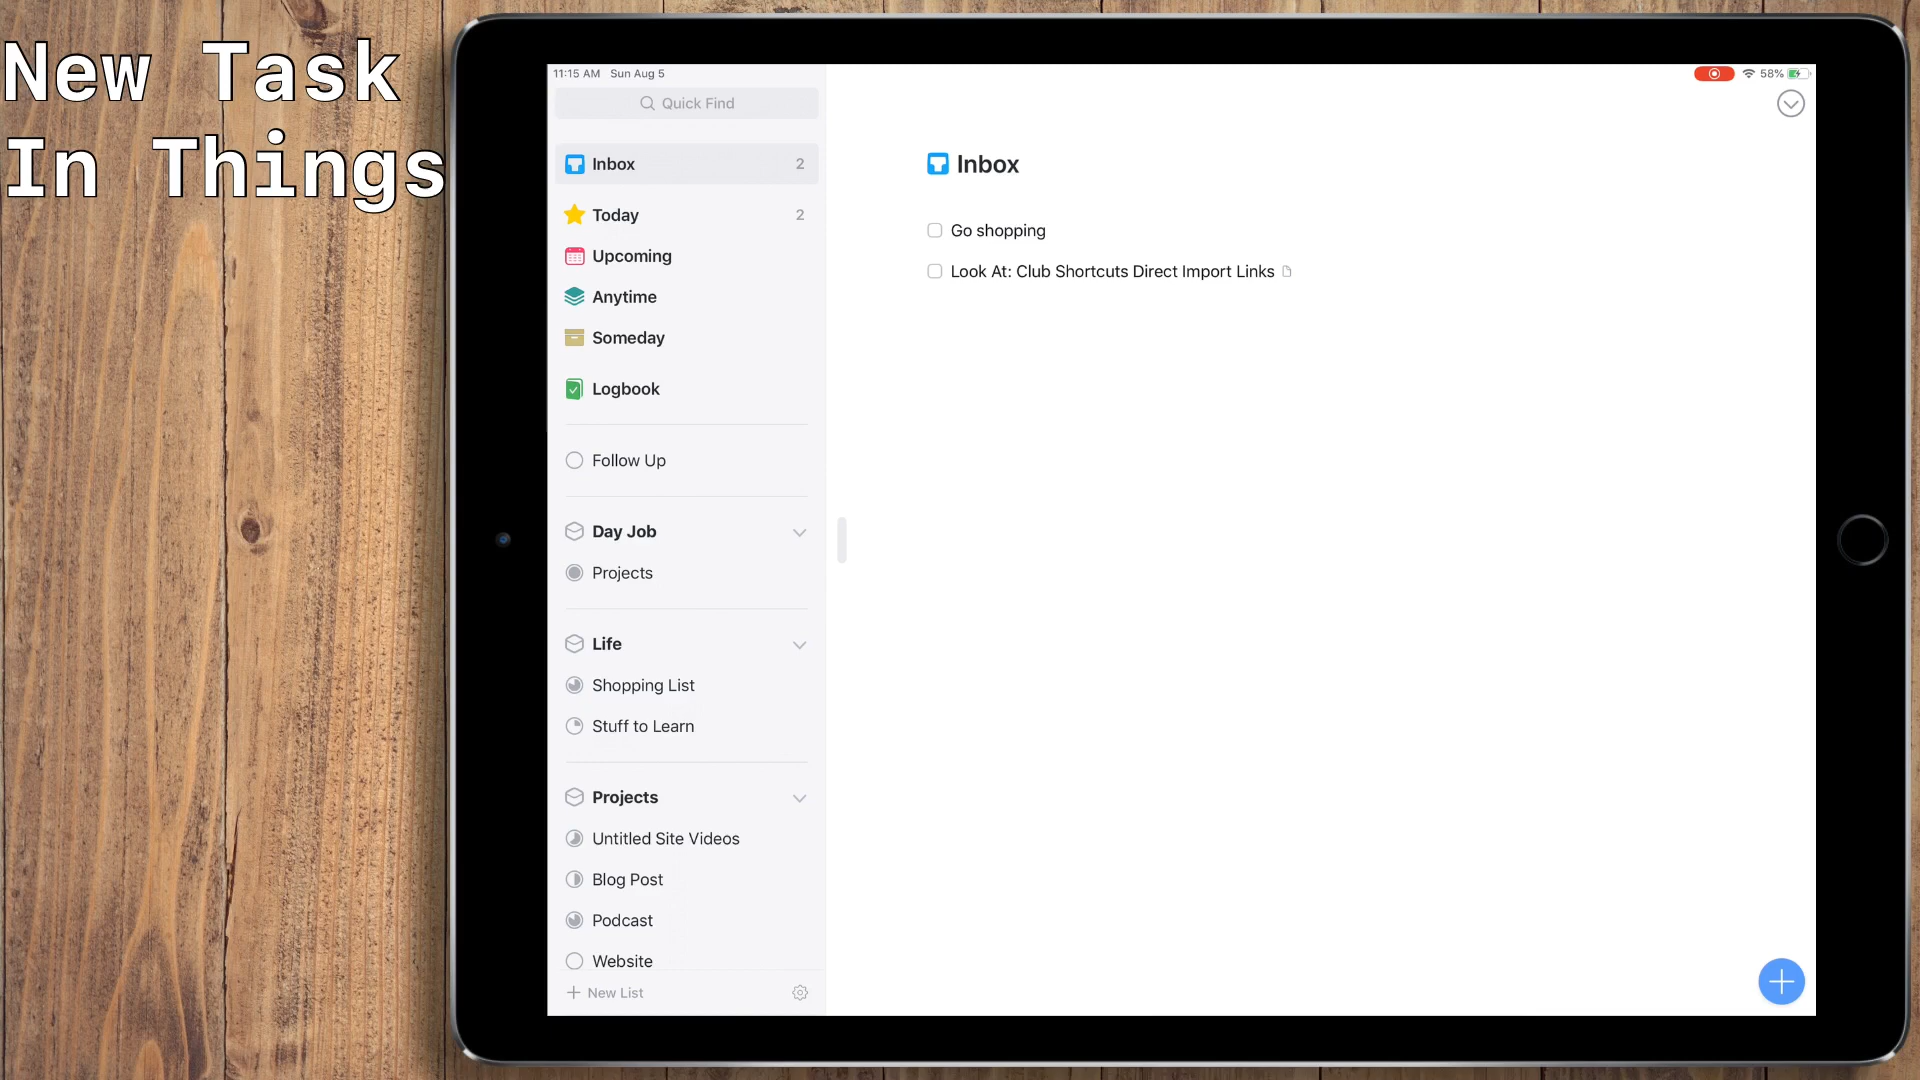 New Task
In Things
11:15 AM Sun Aug 5
58%
Quick Find
Inbox 2
Today 2
Upcoming
Anytime
Someday
Logbook
Follow Up
Day Job
Projects
Life
Shopping List
Stuff to Learn
Projects
Untitled Site Videos
Blog Post
Podcast
Website
New List
Inbox
Go shopping
Look At: Club Shortcuts Direct Import Links